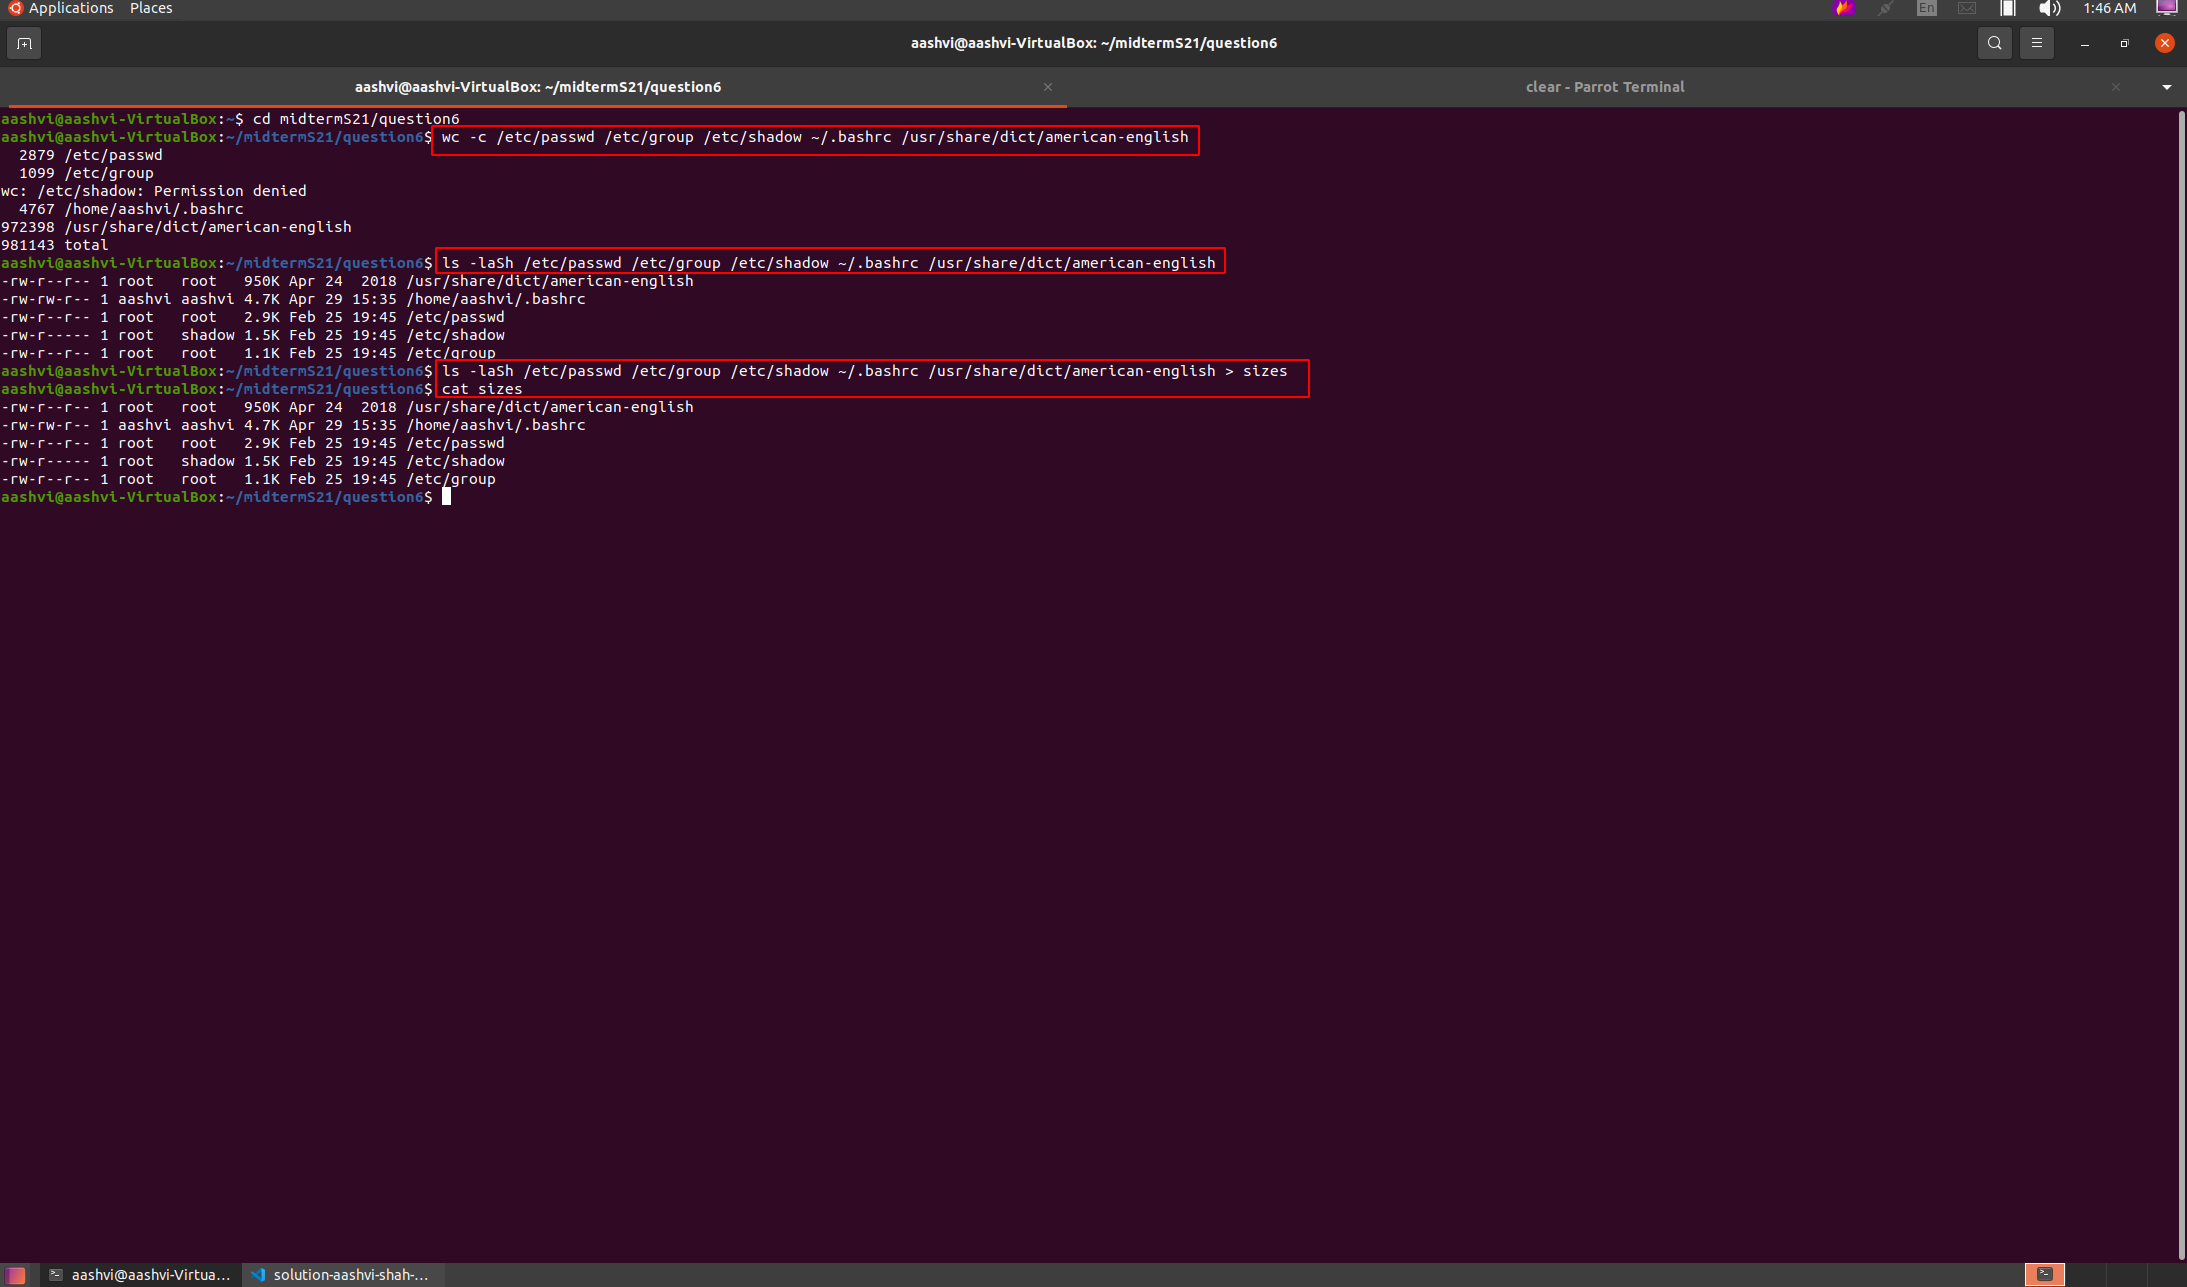 Applications Places En 1:46 AM
aashvi@aashvi-VirtualBox: ~/midtermS21/question6
aashvi@aashvi-VirtualBox: ~/midtermS21/question6 × clear - Parrot Terminal ×
aashvi@aashvi-VirtualBox:~$ cd midtermS21/question6
aashvi@aashvi-VirtualBox:~/midtermS21/question6$ wc -c /etc/passwd /etc/group /etc/shadow ~/.bashrc /usr/share/dict/american-english
  2879 /etc/passwd
  1099 /etc/group
wc: /etc/shadow: Permission denied
  4767 /home/aashvi/.bashrc
972398 /usr/share/dict/american-english
981143 total
aashvi@aashvi-VirtualBox:~/midtermS21/question6$ ls -laSh /etc/passwd /etc/group /etc/shadow ~/.bashrc /usr/share/dict/american-english
-rw-r--r-- 1 root   root   950K Apr 24  2018 /usr/share/dict/american-english
-rw-rw-r-- 1 aashvi aashvi 4.7K Apr 29 15:35 /home/aashvi/.bashrc
-rw-r--r-- 1 root   root   2.9K Feb 25 19:45 /etc/passwd
-rw-r----- 1 root   shadow 1.5K Feb 25 19:45 /etc/shadow
-rw-r--r-- 1 root   root   1.1K Feb 25 19:45 /etc/group
aashvi@aashvi-VirtualBox:~/midtermS21/question6$ ls -laSh /etc/passwd /etc/group /etc/shadow ~/.bashrc /usr/share/dict/american-english > sizes
aashvi@aashvi-VirtualBox:~/midtermS21/question6$ cat sizes
-rw-r--r-- 1 root   root   950K Apr 24  2018 /usr/share/dict/american-english
-rw-rw-r-- 1 aashvi aashvi 4.7K Apr 29 15:35 /home/aashvi/.bashrc
-rw-r--r-- 1 root   root   2.9K Feb 25 19:45 /etc/passwd
-rw-r----- 1 root   shadow 1.5K Feb 25 19:45 /etc/shadow
-rw-r--r-- 1 root   root   1.1K Feb 25 19:45 /etc/group
aashvi@aashvi-VirtualBox:~/midtermS21/question6$
aashvi@aashvi-Virtua... solution-aashvi-shah-...